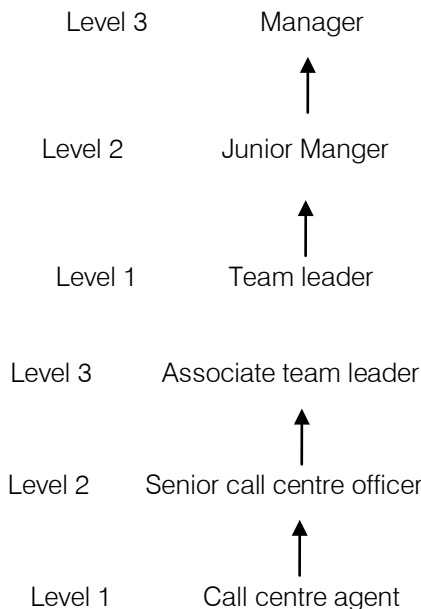 Level 3 Manager
Level 2 Junior Manger
Level 1 Team leader
Level 3 Associate team leader
Level 2 Senior call centre officer
Level 1 Call centre agent